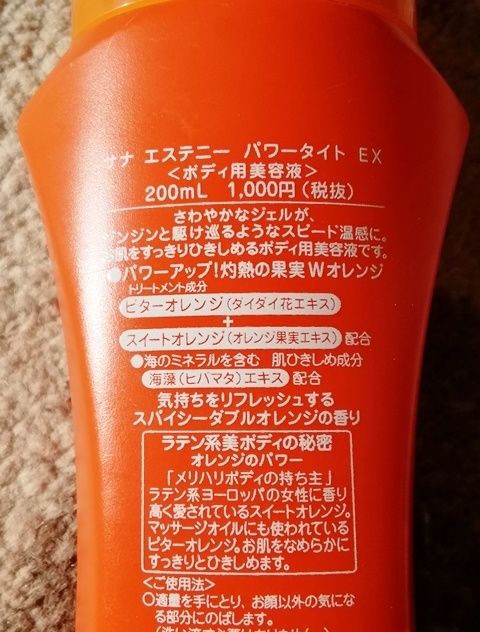 サナ エステニー パワータイト EX
<ボディ用美容液>
200mL 1,000円(税抜)
さわやかなジェルが、
ジンジンと駆け巡るようなスピード温感に。
お肌をすっきりひきしめるボディ用美容液です。
●パワーアップ!灼熱の果実Wオレンジ
トリートメント成分
ビターオレンジ(ダイダイ花エキス)
+
スイートオレンジ(オレンジ果実エキス) 配合
●海のミネラルを含む 肌ひきしめ成分
海藻(ヒバマタ)エキス 配合
気持ちをリフレッシュする
スパイシーダブルオレンジの香り
ラテン系美ボディの秘密
オレンジのパワー
「メリハリボディの持ち主」
ラテン系ヨーロッパの女性に香り
高く愛されているスイートオレンジ。
マッサージオイルにも使われている
ビターオレンジ。お肌をなめらかに
すっきりとひきしめます。
<ご使用法>
○適量を手にとり、お顔以外の気にな
る部分にのばします。